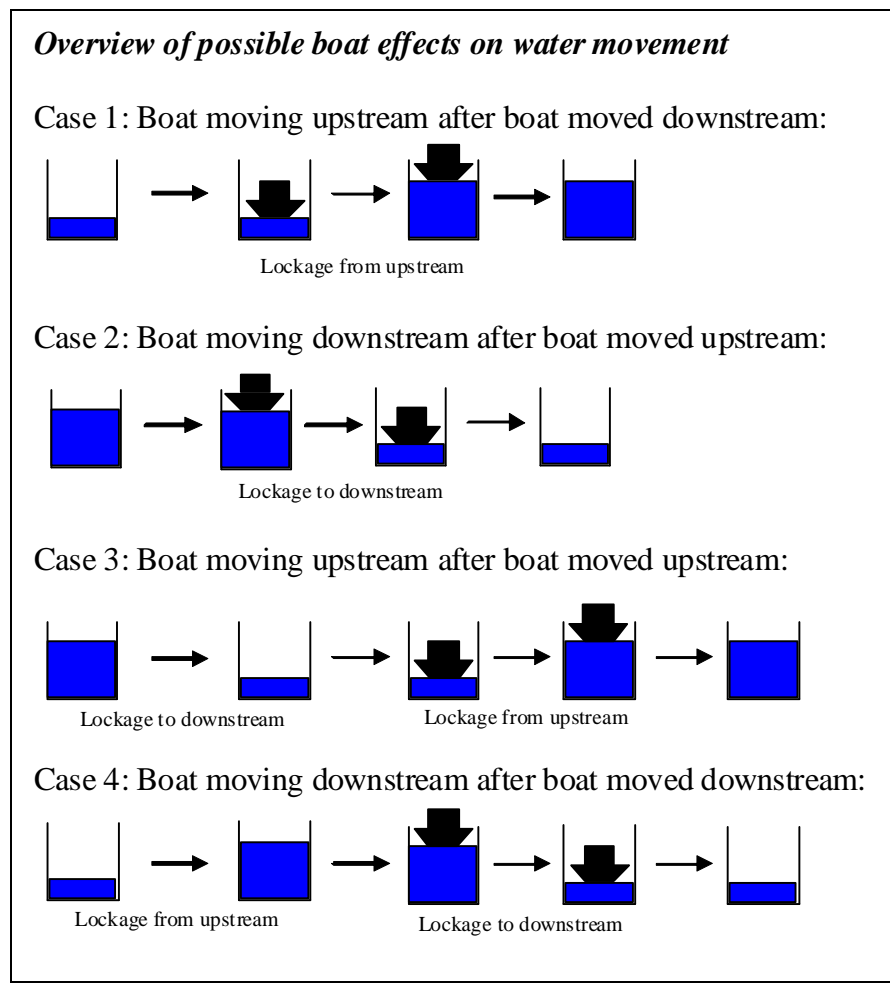 Overview of possible boat effects on water movement
Case 1: Boat moving upstream after boat moved downstream:
Lockage from upstream
Case 2: Boat moving downstream after boat moved upstream:
Lockage to downstream
Case 3: Boat moving upstream after boat moved upstream:
Lockage to downstream
Lockage from upstream
Case 4: Boat moving downstream after boat moved downstream:
Lockage from upstream
Lockage to downstream